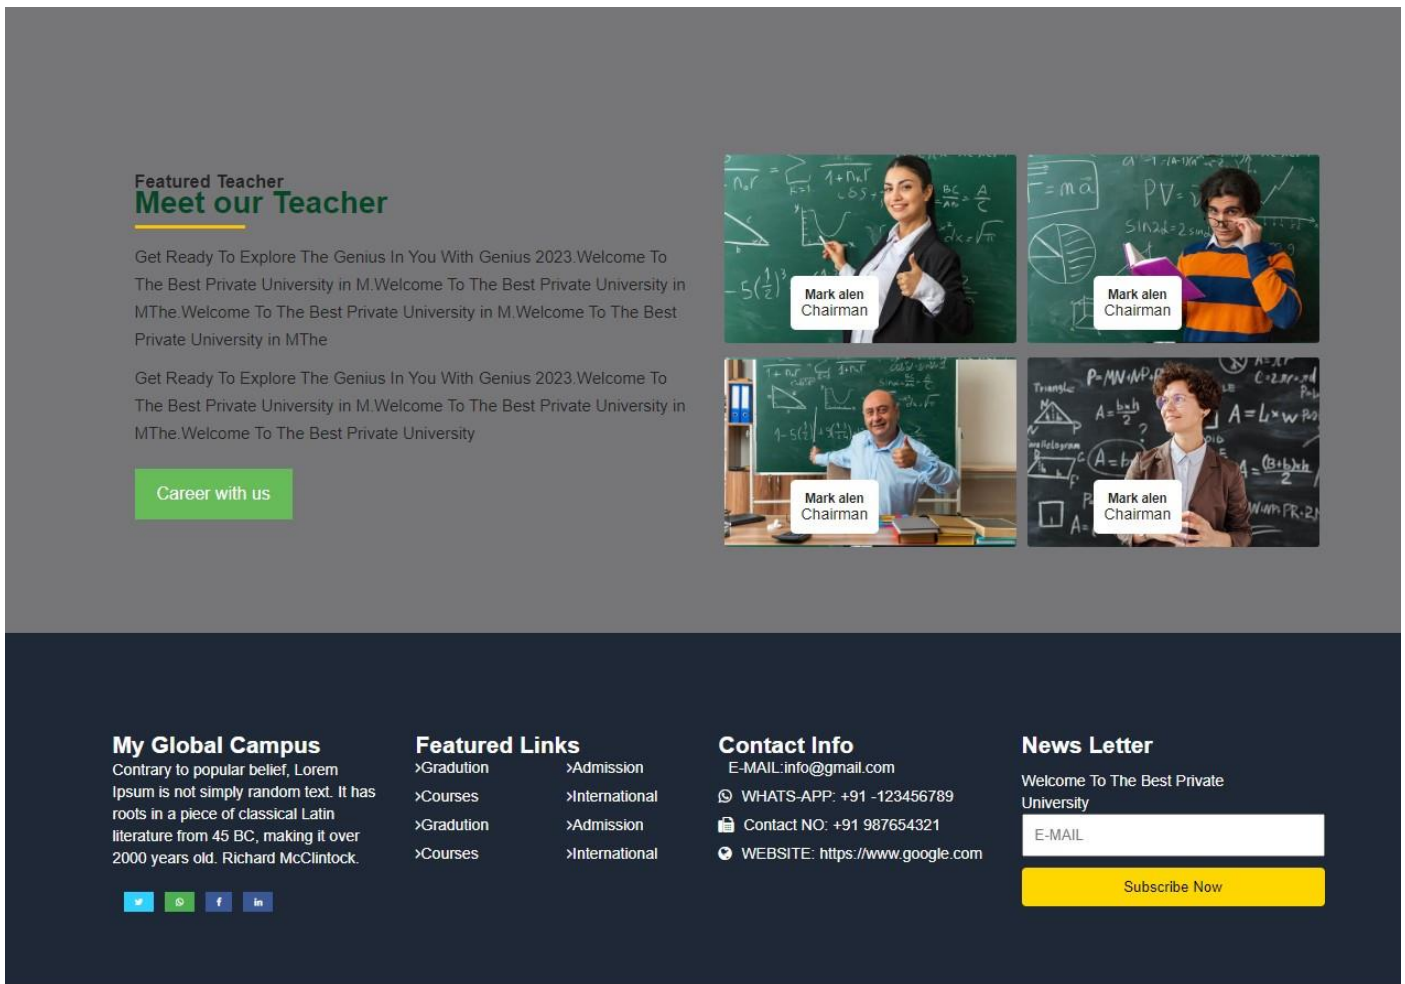 Featured Teacher
Meet our Teacher
Get Ready To Explore The Genius In You With Genius 2023.Welcome To
The Best Private University in M.Welcome To The Best Private University in
MThe.Welcome To The Best Private University in M.Welcome To The Best
Private University in MThe
Get Ready To Explore The Genius In You With Genius 2023.Welcome To
The Best Private University in M.Welcome To The Best Private University in
MThe.Welcome To The Best Private University
Career with us
Mark alen
Chairman
Mark alen
Chairman
Mark alen
Chairman
Mark alen
Chairman
My Global Campus
Contrary to popular belief, Lorem
Ipsum is not simply random text. It has
roots in a piece of classical Latin
literature from 45 BC, making it over
2000 years old. Richard McClintock.
Featured Links
>Gradution
>Admission
>Courses
>International
>Gradution
>Admission
>Courses
>International
Contact Info
E-MAIL:info@gmail.com
WHATS-APP: +91 -123456789
Contact NO: +91 987654321
WEBSITE: https://www.google.com
News Letter
Welcome To The Best Private
University
E-MAIL
Subscribe Now